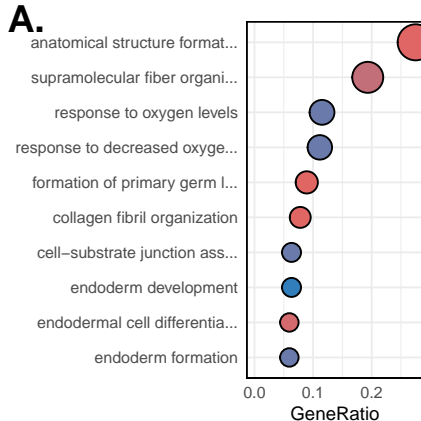 A.
anatomical structure format...
supramolecular fiber organi...
response to oxygen levels
response to decreased oxyge...
formation of primary germ l...
collagen fibril organization
cell−substrate junction ass...
endoderm development
endodermal cell differentia...
endoderm formation
0.0 0.1 0.2
GeneRatio